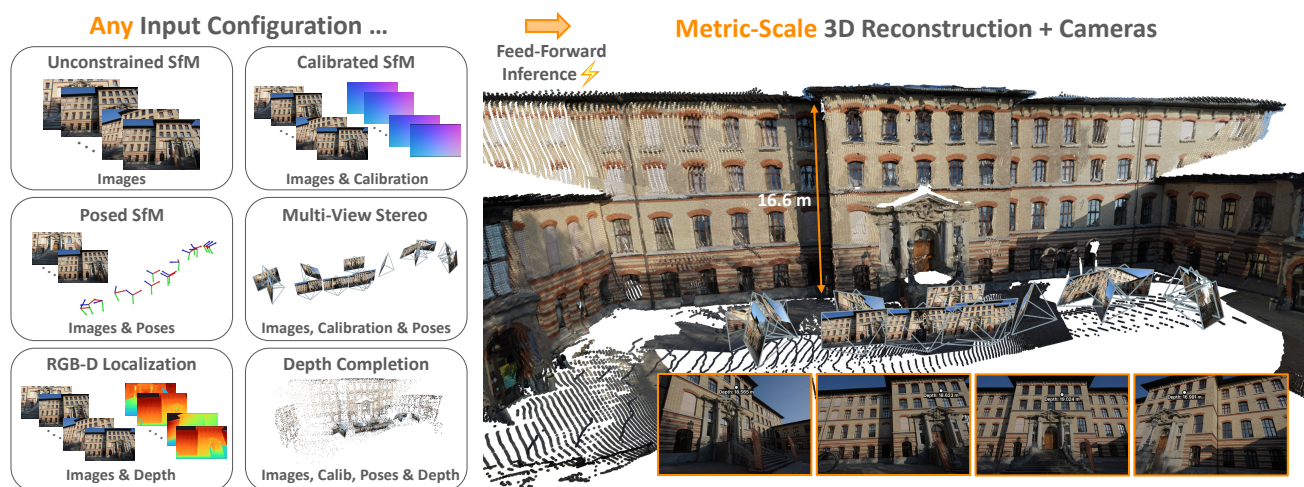 Any Input Configuration …
Unconstrained SfM
Images
Calibrated SfM
Images & Calibration
Posed SfM
Images & Poses
Multi-View Stereo
Images, Calibration & Poses
RGB-D Localization
Images & Depth
Depth Completion
Images, Calib, Poses & Depth
Feed-Forward
Inference
Metric-Scale 3D Reconstruction + Cameras
16.6 m